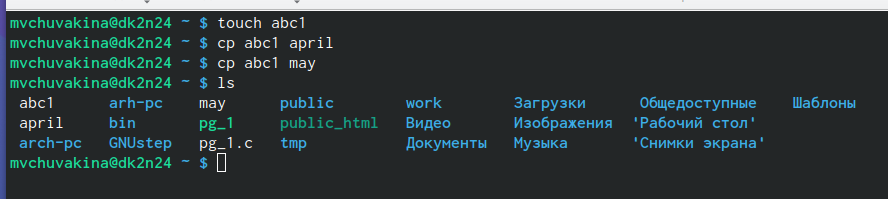 mvchuvakina@dk2n24 ~ $ touch abc1
mvchuvakina@dk2n24 ~ $ cp abc1 april
mvchuvakina@dk2n24 ~ $ cp abc1 may
mvchuvakina@dk2n24 ~ $ ls
abc1 arh-pc may public work Загрузки Общедоступные Шаблоны
april bin pg_1 public_html Видео Изображения 'Рабочий стол'
arch-pc GNUstep pg_1.c tmp Документы Музыка 'Снимки экрана'
mvchuvakina@dk2n24 ~ $